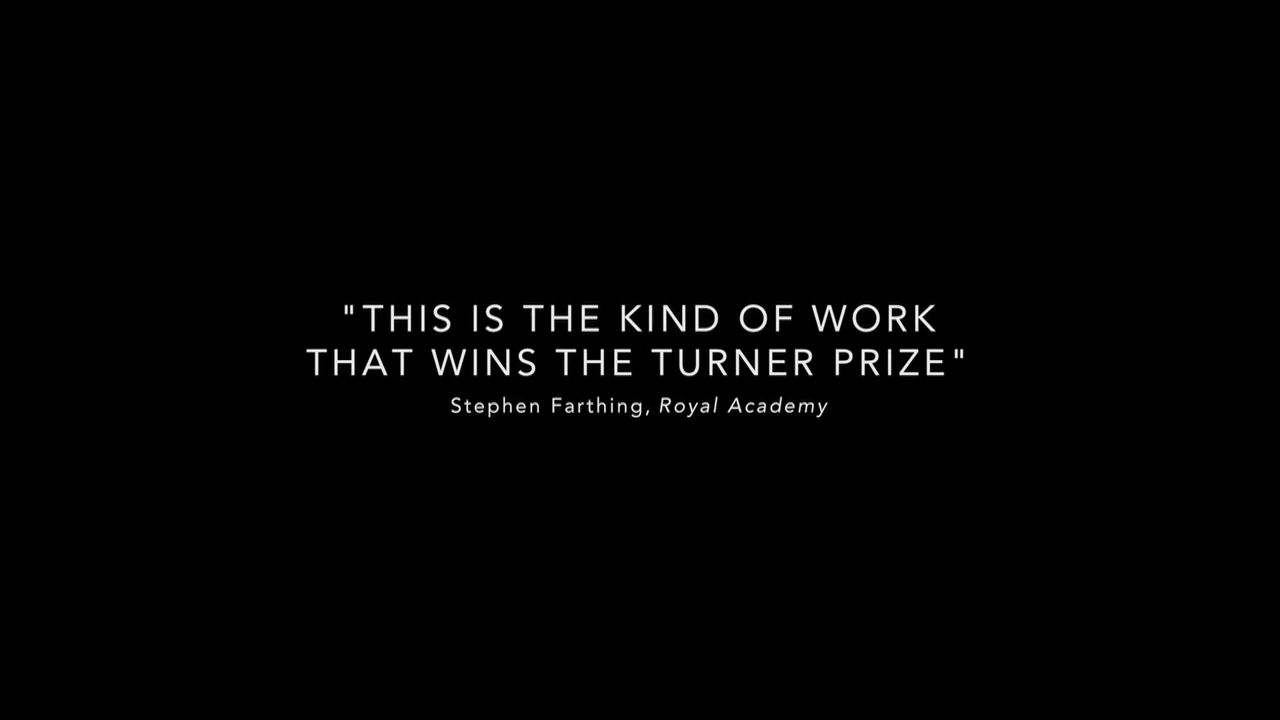 "THIS IS THE KIND OF WORK
THAT WINS THE TURNER PRIZE"
Stephen Farthing, Royal Academy